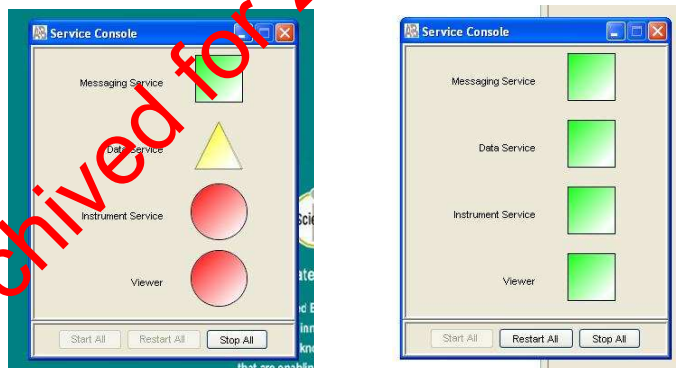 Service Console
Messaging Service
Data Service
Instrument Service
Viewer
Start All Restart All Stop All
Service Console
Messaging Service
Data Service
Instrument Service
Viewer
Start All Restart All Stop All
chived for